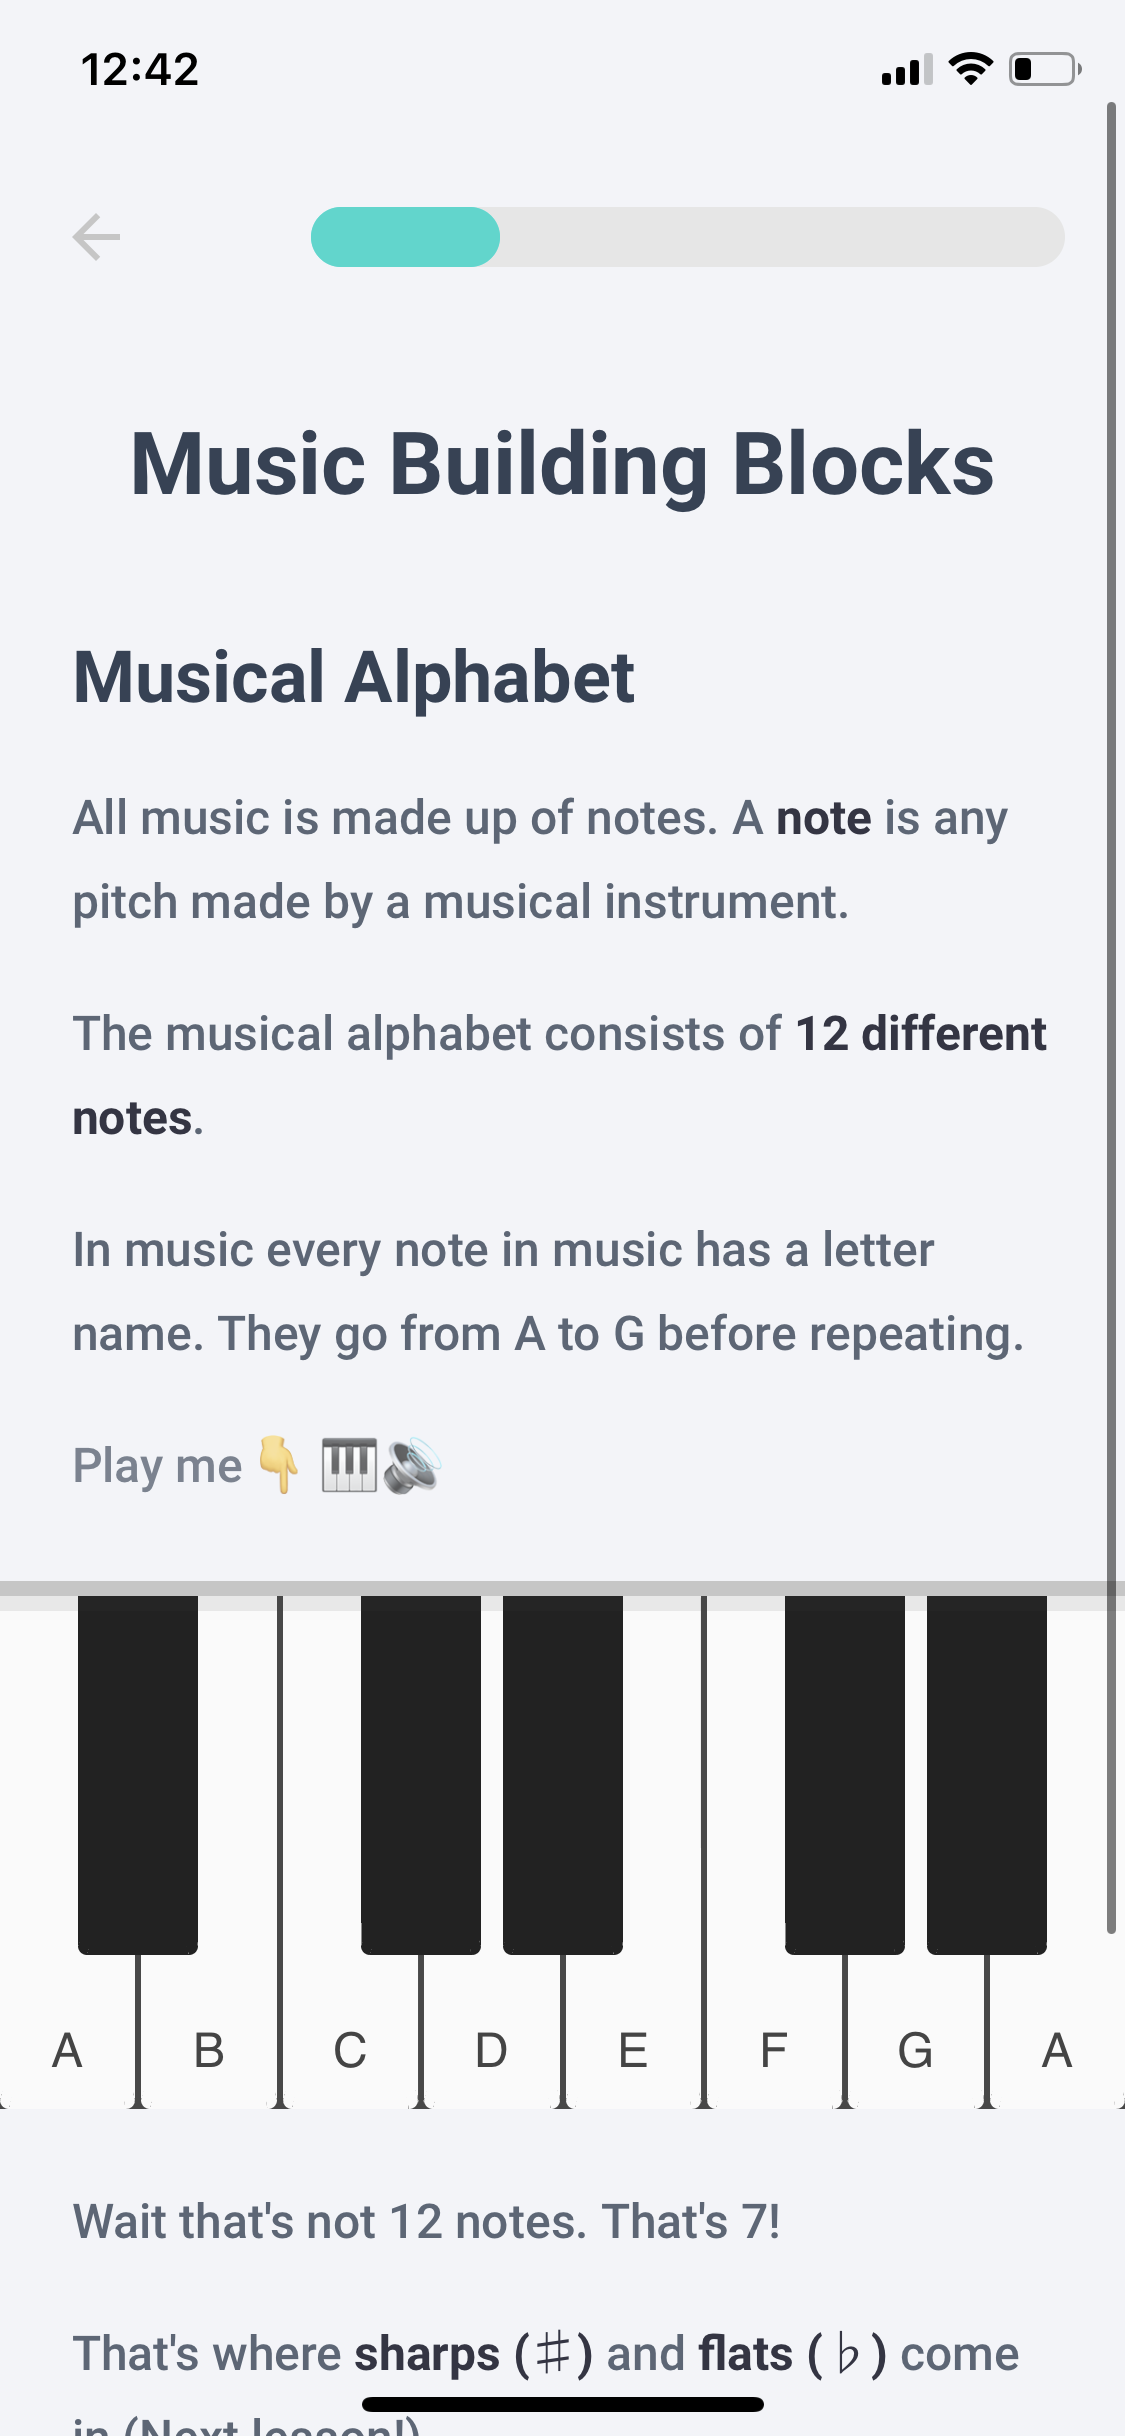 12:42
Music Building Blocks
Musical Alphabet
All music is made up of notes. A note is any
pitch made by a musical instrument.
The musical alphabet consists of 12 different
notes.
In music every note in music has a letter
name. They go from A to G before repeating.
Play me 👇 🎹🔊
A B C D E F G A
Wait that's not 12 notes. That's 7!
That's where sharps (♯) and flats (♭) come
in (Next lesson!)